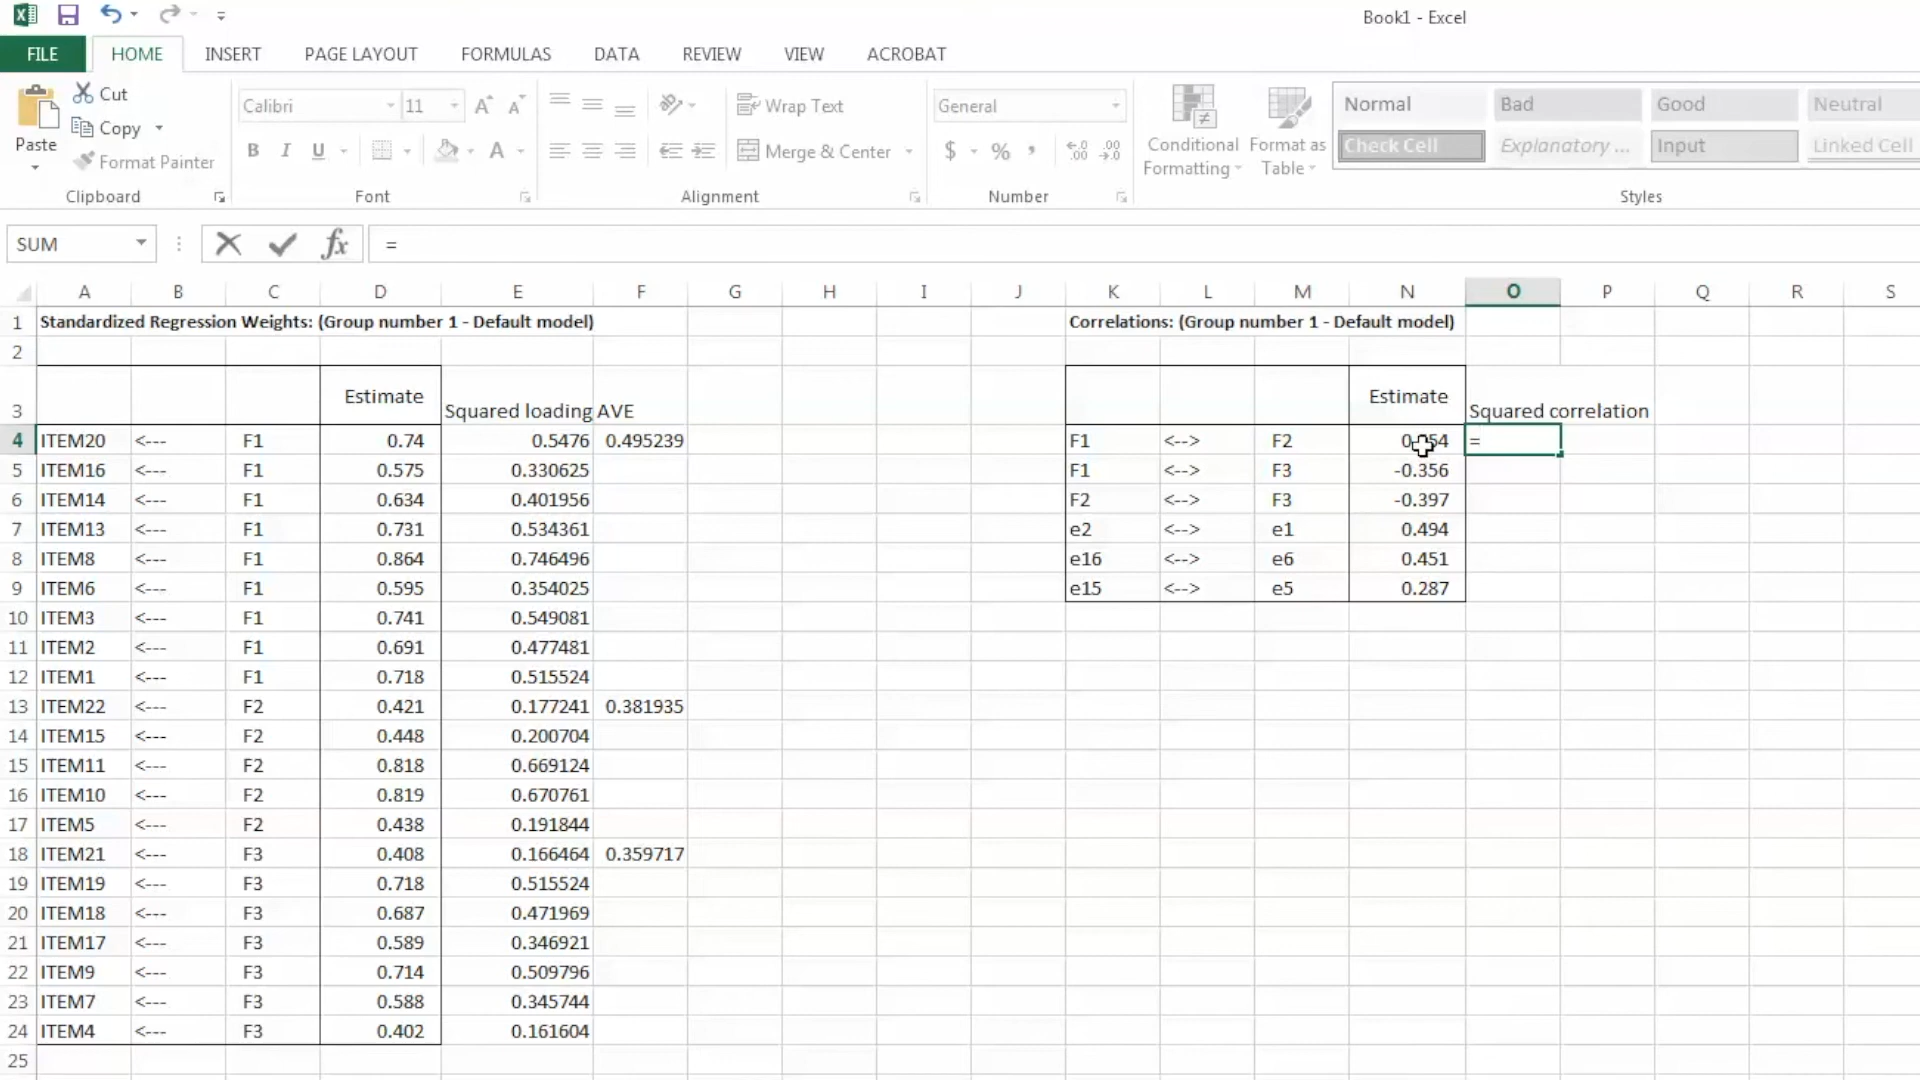 Book1 - Excel
FILE HOME INSERT PAGE LAYOUT FORMULAS DATA REVIEW VIEW ACROBAT
Paste Cut Copy Format Painter
Clipboard
Calibri 11 A A
B I U A
Font
Wrap Text
Merge & Center
Alignment
General
$ % , .00 .0 .00
Number
Conditional Formatting
Format as Table
Normal Bad Good Neutral
Check Cell Explanatory ... Input Linked Cell
Styles
SUM fx =
A B C D E F G H I J K L M N O P Q R S
1 Standardized Regression Weights: (Group number 1 - Default model) Correlations: (Group number 1 - Default model)
2
3 Estimate Squared loading AVE Estimate Squared correlation
4 ITEM20 <--- F1 0.74 0.5476 0.495239 F1 <--> F2 =
5 ITEM16 <--- F1 0.575 0.330625 F1 <--> F3 -0.356
6 ITEM14 <--- F1 0.634 0.401956 F2 <--> F3 -0.397
7 ITEM13 <--- F1 0.731 0.534361 e2 <--> e1 0.494
8 ITEM8 <--- F1 0.864 0.746496 e16 <--> e6 0.451
9 ITEM6 <--- F1 0.595 0.354025 e15 <--> e5 0.287
10 ITEM3 <--- F1 0.741 0.549081
11 ITEM2 <--- F1 0.691 0.477481
12 ITEM1 <--- F1 0.718 0.515524
13 ITEM22 <--- F2 0.421 0.177241 0.381935
14 ITEM15 <--- F2 0.448 0.200704
15 ITEM11 <--- F2 0.818 0.669124
16 ITEM10 <--- F2 0.819 0.670761
17 ITEM5 <--- F2 0.438 0.191844
18 ITEM21 <--- F3 0.408 0.166464 0.359717
19 ITEM19 <--- F3 0.718 0.515524
20 ITEM18 <--- F3 0.687 0.471969
21 ITEM17 <--- F3 0.589 0.346921
22 ITEM9 <--- F3 0.714 0.509796
23 ITEM7 <--- F3 0.588 0.345744
24 ITEM4 <--- F3 0.402 0.161604
25